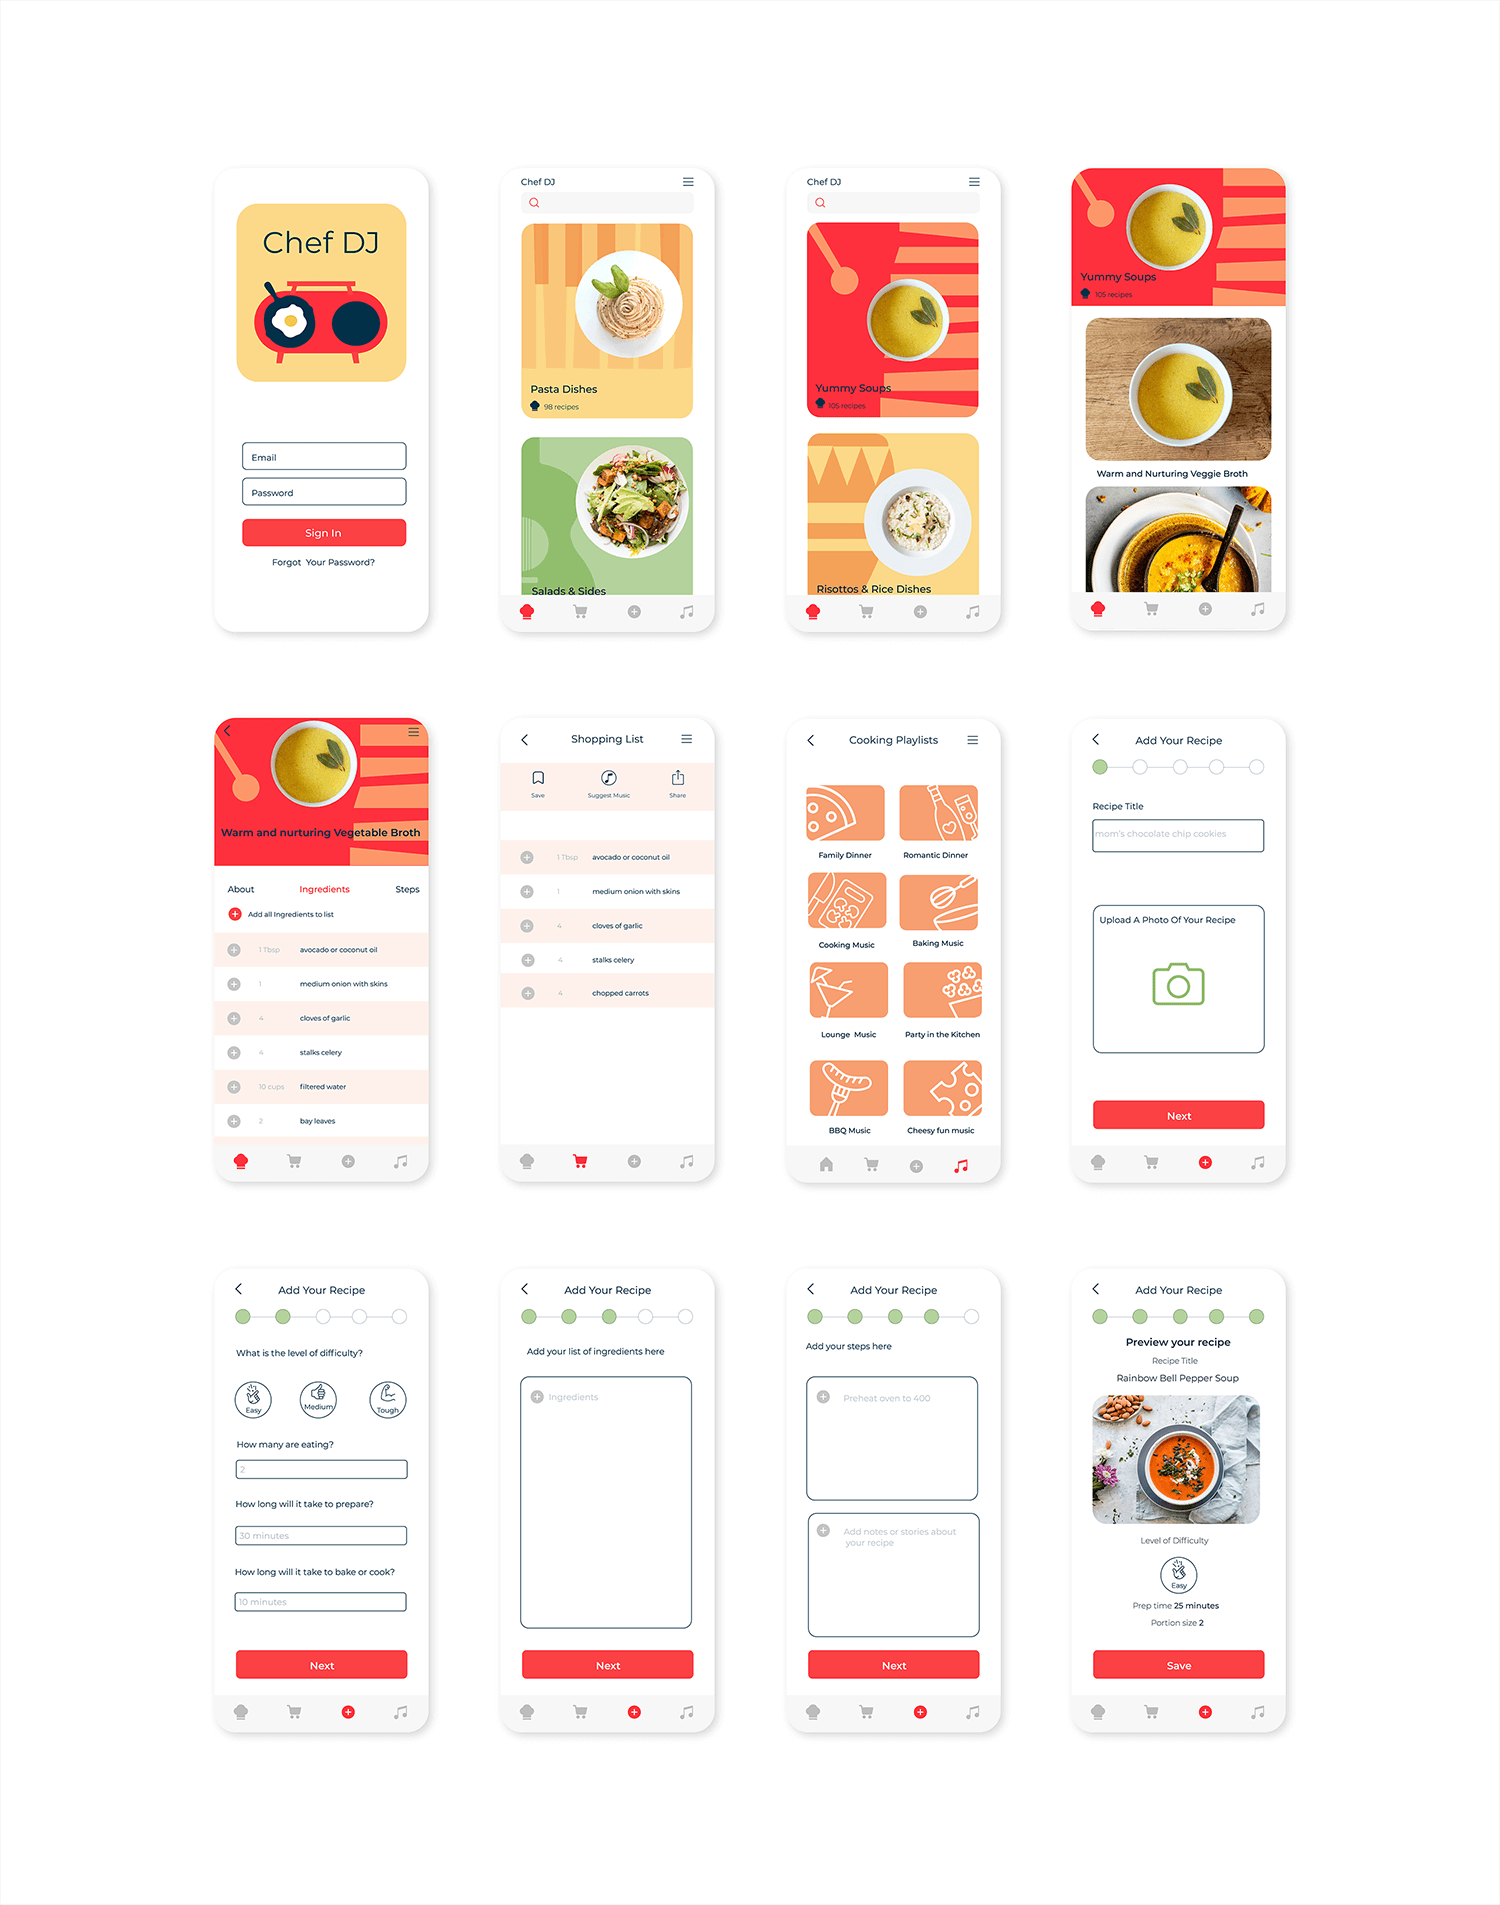 Chef DJ
Email
Password
Sign In
Forgot Your Password?
Chef DJ
Pasta Dishes
98 recipes
Salads & Sides
Chef DJ
Yummy Soups
105 recipes
Risottos & Rice Dishes
Yummy Soups
105 recipes
Warm and Nurturing Veggie Broth
Warm and nurturing Vegetable Broth
About Ingredients Steps
Add all Ingredients to list
1 Tbsp avocado or coconut oil
1 medium onion with skins
4 cloves of garlic
4 stalks celery
10 cups filtered water
2 bay leaves
Shopping List
Save Suggest Music Share
1 Tbsp avocado or coconut oil
1 medium onion with skins
4 cloves of garlic
4 stalks celery
4 chopped carrots
Cooking Playlists
Family Dinner Romantic Dinner
Cooking Music Baking Music
Lounge Music Party in the Kitchen
BBQ Music Cheesy fun music
Add Your Recipe
Recipe Title
mom's chocolate chip cookies
Upload A Photo Of Your Recipe
Next
Add Your Recipe
What is the level of difficulty?
Easy Medium Tough
How many are eating?
2
How long will it take to prepare?
30 minutes
How long will it take to bake or cook?
10 minutes
Next
Add Your Recipe
Add your list of ingredients here
Ingredients
Next
Add Your Recipe
Add your steps here
Preheat oven to 400
Add notes or stories about
your recipe
Next
Add Your Recipe
Preview your recipe
Recipe Title
Rainbow Bell Pepper Soup
Level of Difficulty
Easy
Prep time 25 minutes
Portion size 2
Save